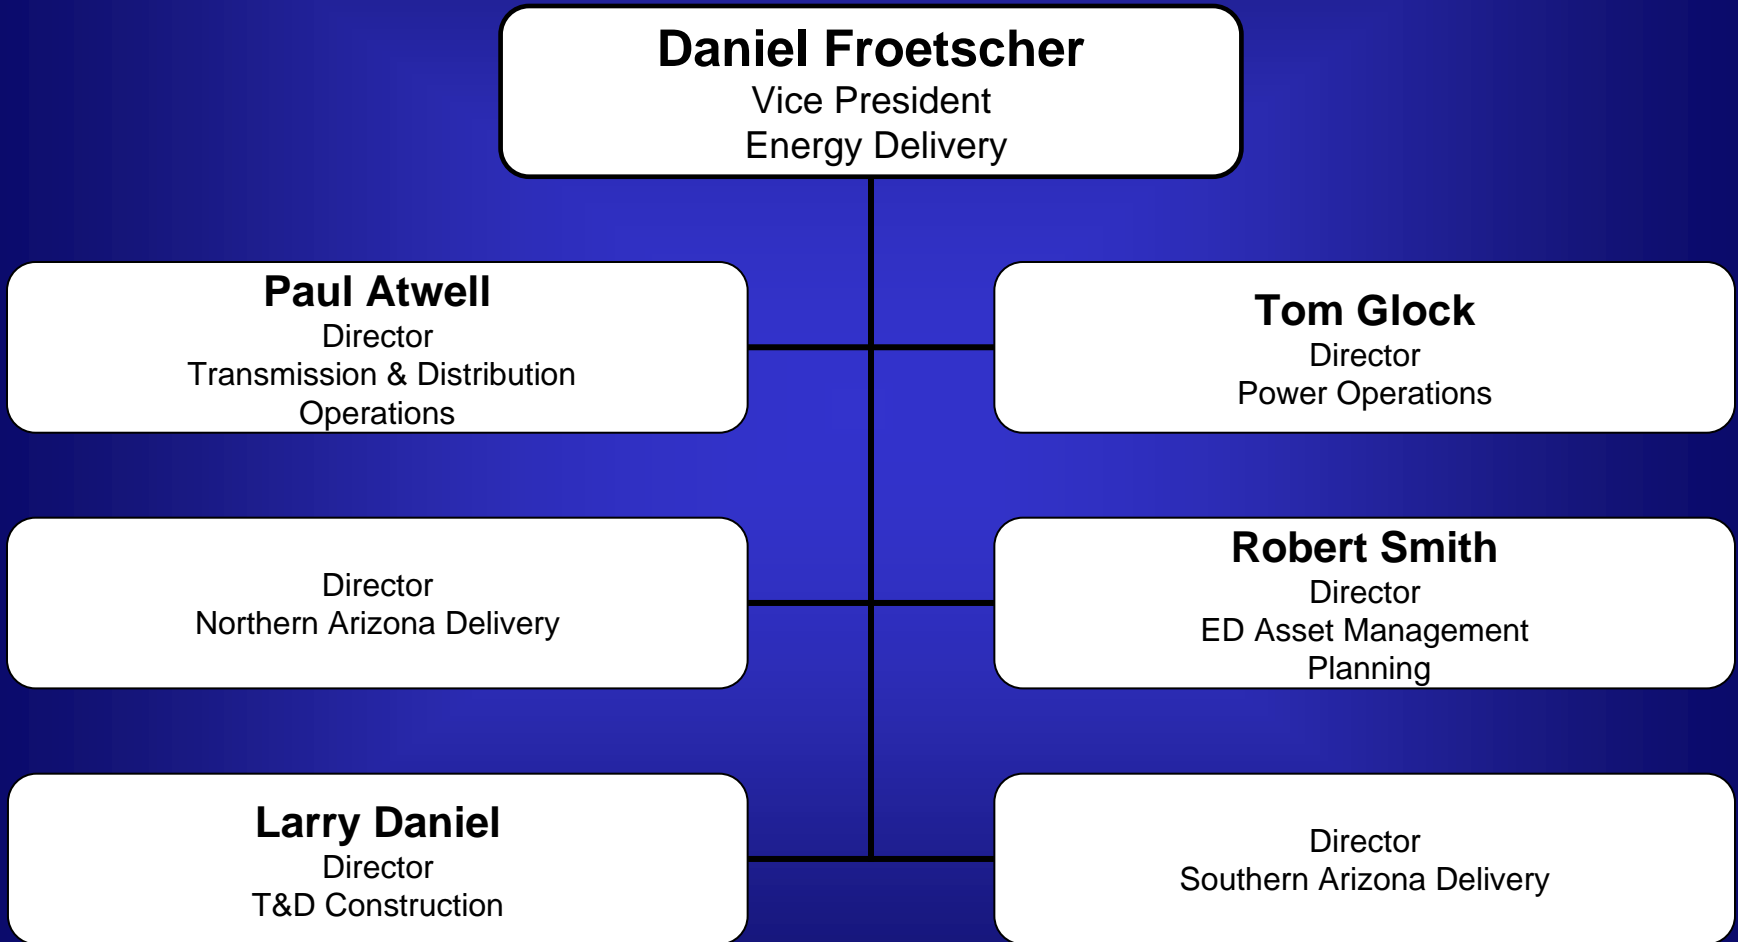 Daniel Froetscher
Vice President
Energy Delivery
Paul Atwell
Director
Transmission & Distribution
Operations
Tom Glock
Director
Power Operations
Director
Northern Arizona Delivery
Robert Smith
Director
ED Asset Management
Planning
Larry Daniel
Director
T&D Construction
Director
Southern Arizona Delivery